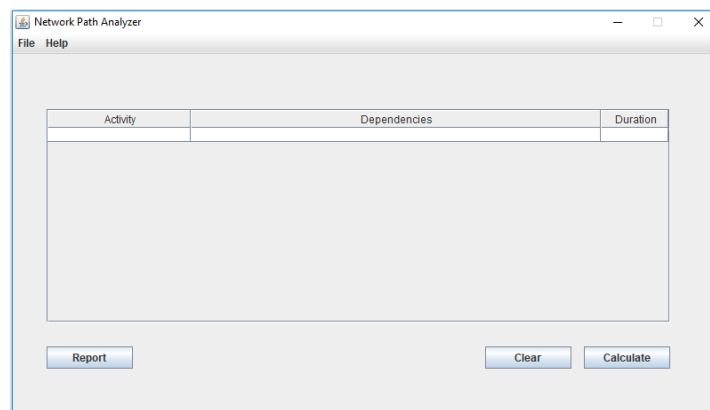 Network Path Analyzer
File Help
Activity Dependencies Duration
Report Clear Calculate